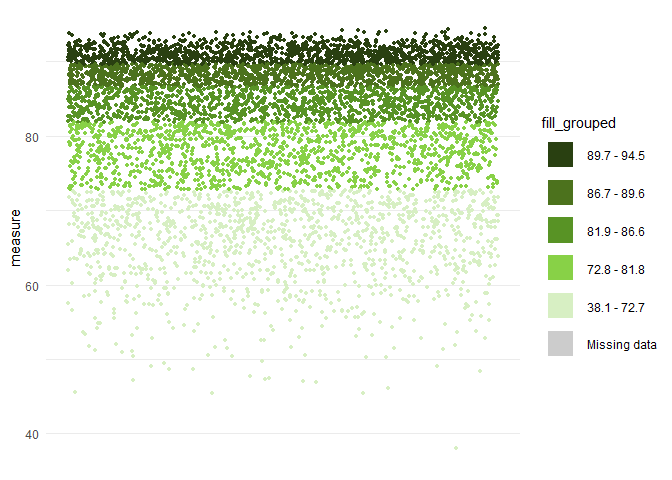 measure
80
60
40
fill_grouped
89.7 - 94.5
86.7 - 89.6
81.9 - 86.6
72.8 - 81.8
38.1 - 72.7
Missing data